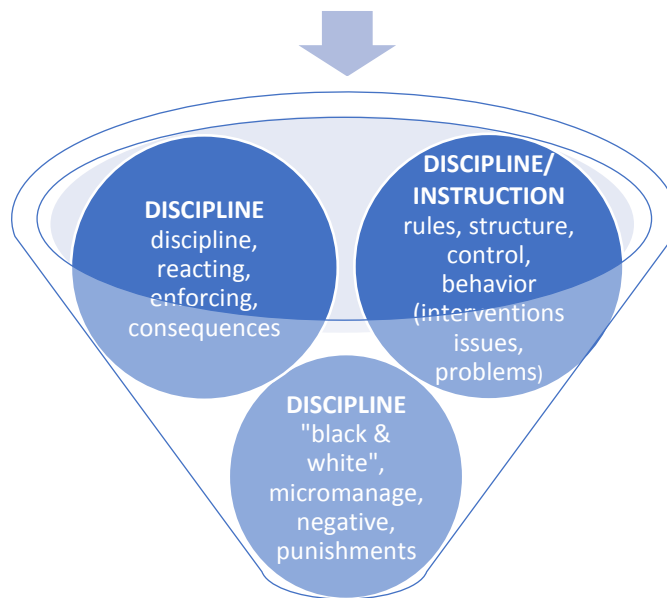 DISCIPLINE
discipline,
reacting,
enforcing,
consequences
DISCIPLINE/
INSTRUCTION
rules, structure,
control,
behavior
(interventions
issues,
problems)
DISCIPLINE
"black &
white",
micromanage,
negative,
punishments